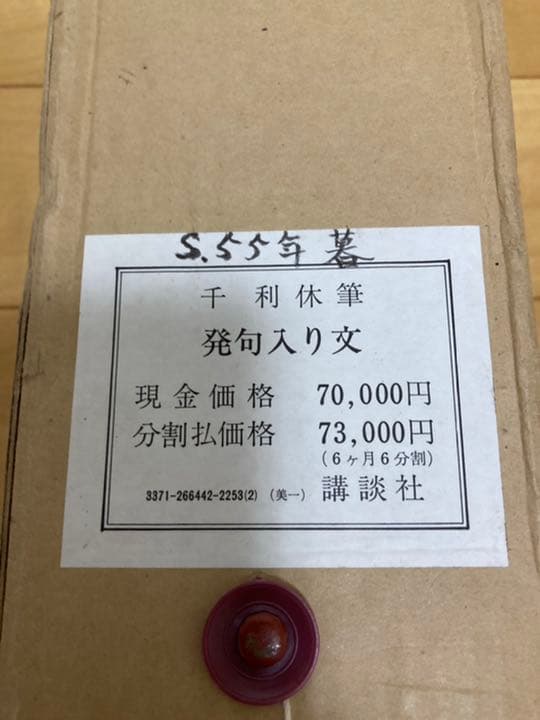 S.55年暮
千利休筆
発句入り文
現金価格 70,000円
分割払価格 73,000円
(6ヶ月6分割)
3371-266442-2253(2) (美一) 講談社